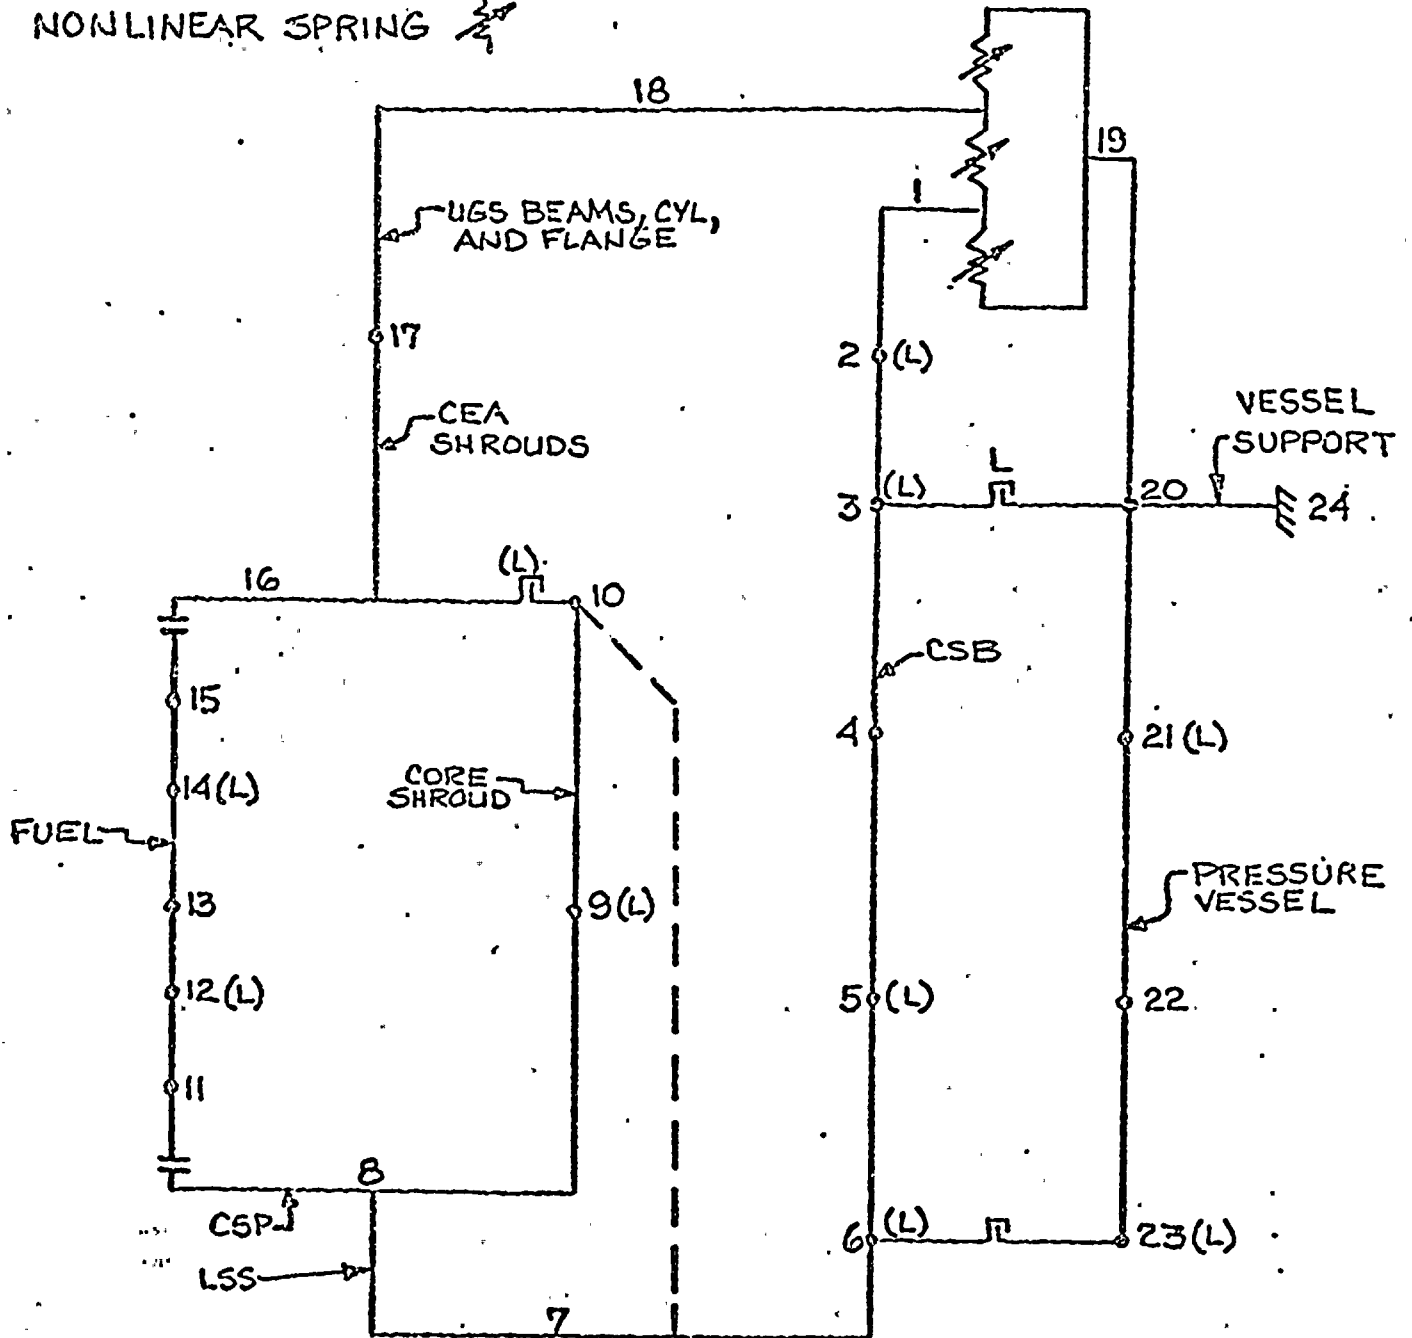 NONLINEAR SPRING
18
19
1
UGS BEAMS, CYL,
AND FLANGE
17
2 (L)
CEA
SHROUDS
VESSEL
SUPPORT
L
3 (L)
20
24
16
(L)
10
CSB
15
4
21 (L)
14 (L)
CORE
SHROUD
FUEL
13
9 (L)
PRESSURE
VESSEL
12 (L)
5 (L)
22
11
8
CSP
6 (L)
23 (L)
LSS
7